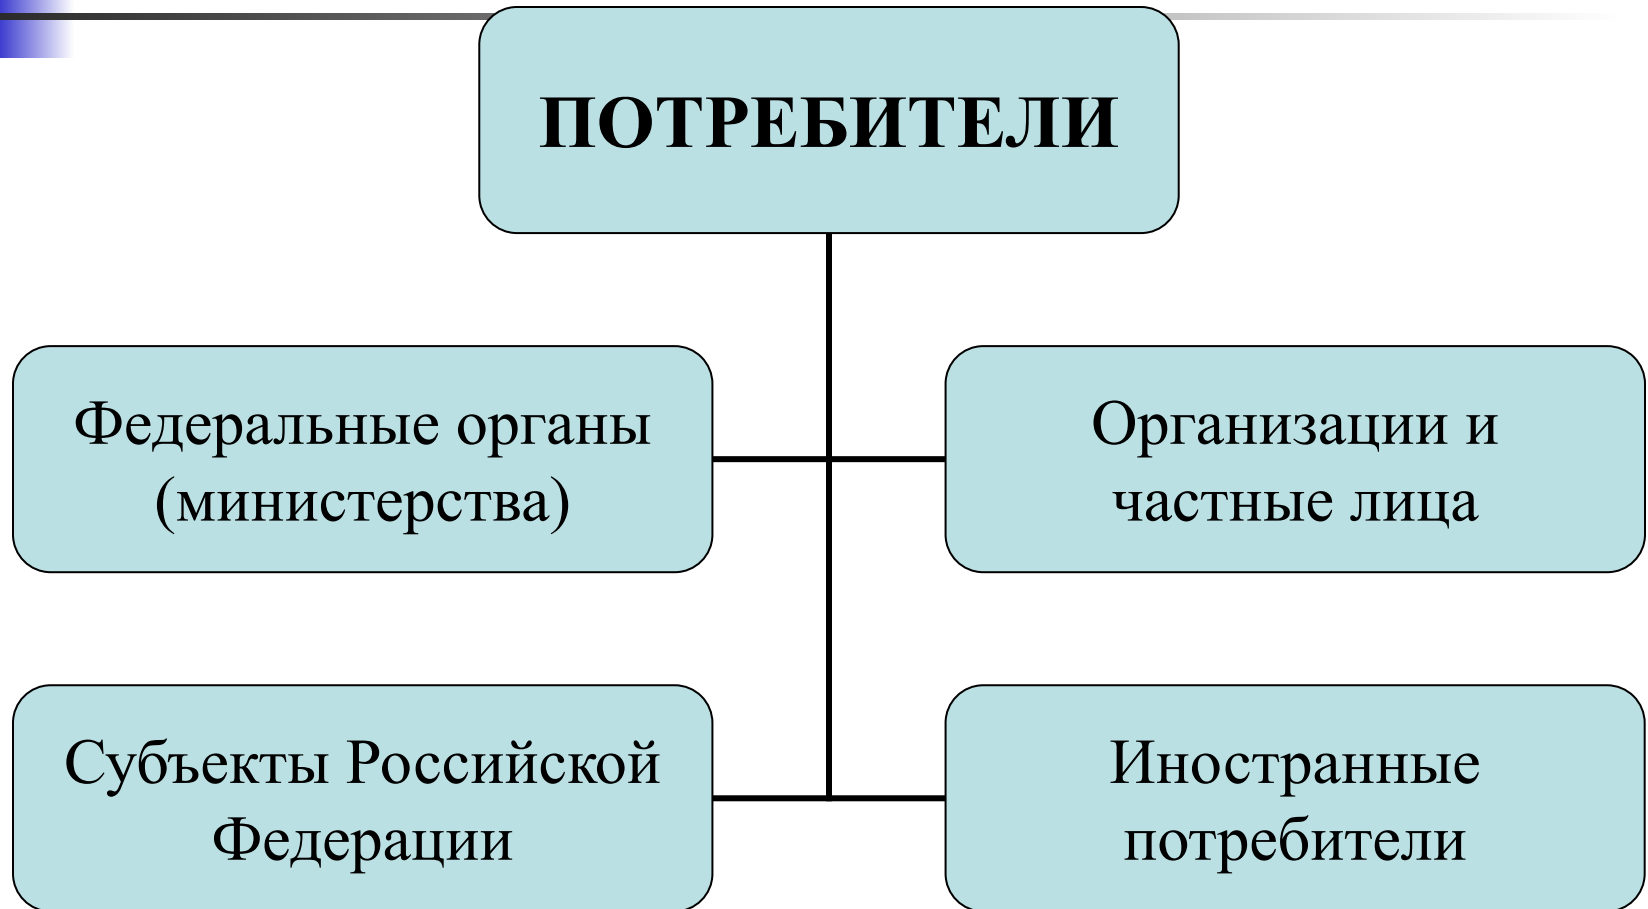 ПОТРЕБИТЕЛИ
Федеральные органы
(министерства)
Организации и
частные лица
Субъекты Российской
Федерации
Иностранные
потребители